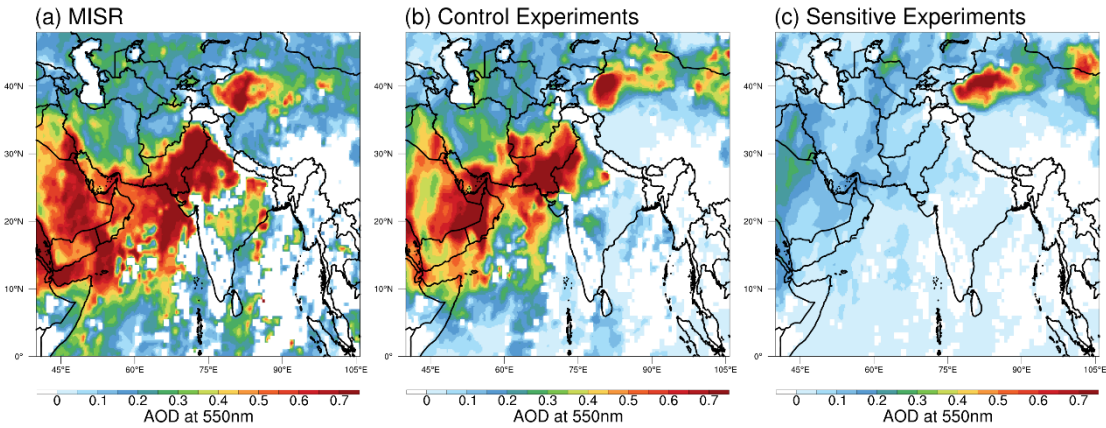 (a) MISR
(b) Control Experiments
(c) Sensitive Experiments
40°N
30°N
20°N
10°N
0°
45°E
60°E
75°E
90°E
105°E
40°N
30°N
20°N
10°N
0°
45°E
60°E
75°E
90°E
105°E
40°N
30°N
20°N
10°N
0°
45°E
60°E
75°E
90°E
105°E
0 0.1 0.2 0.3 0.4 0.5 0.6 0.7
AOD at 550nm
0 0.1 0.2 0.3 0.4 0.5 0.6 0.7
AOD at 550nm
0 0.1 0.2 0.3 0.4 0.5 0.6 0.7
AOD at 550nm